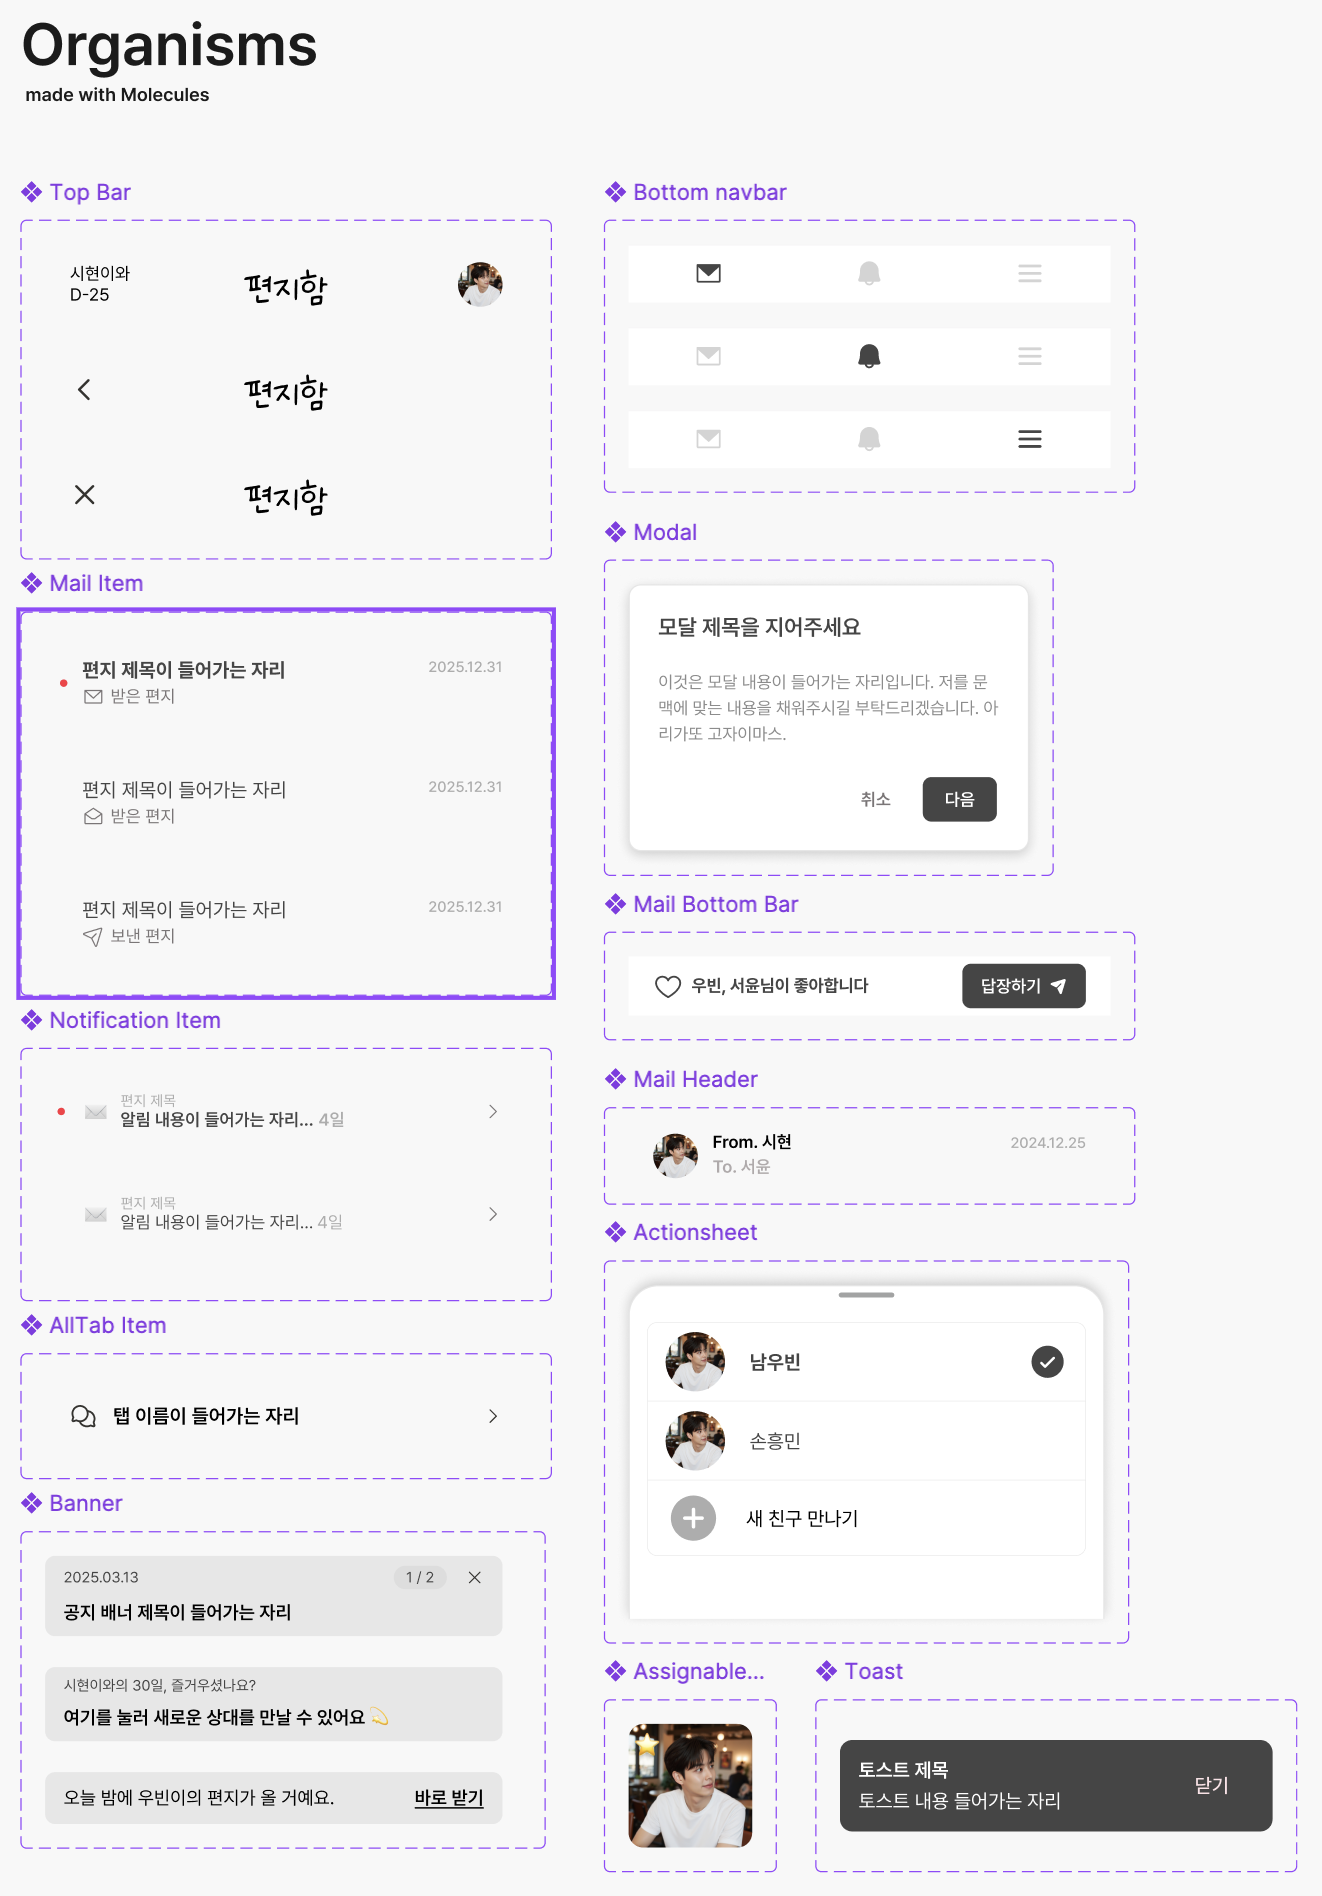 Organisms
made with Molecules
Top Bar
시현이와
D-25
편지함
편지함
편지함
Mail Item
편지 제목이 들어가는 자리
2025.12.31
받은 편지
편지 제목이 들어가는 자리
2025.12.31
받은 편지
편지 제목이 들어가는 자리
2025.12.31
보낸 편지
Notification Item
편지 제목
알림 내용이 들어가는 자리... 4일
편지 제목
알림 내용이 들어가는 자리... 4일
AllTab Item
탭 이름이 들어가는 자리
Banner
2025.03.13
1 / 2
공지 배너 제목이 들어가는 자리
시현이와의 30일, 즐거우셨나요?
여기를 눌러 새로운 상대를 만날 수 있어요 💫
오늘 밤에 우빈이의 편지가 올 거예요.
바로 받기
Bottom navbar
Modal
모달 제목을 지어주세요
이것은 모달 내용이 들어가는 자리입니다. 저를 문
맥에 맞는 내용을 채워주시길 부탁드리겠습니다. 아
리가또 고자이마스.
취소
다음
Mail Bottom Bar
우빈, 서윤님이 좋아합니다
답장하기
Mail Header
From. 시현
2024.12.25
To. 서윤
Actionsheet
남우빈
손흥민
새 친구 만나기
Assignable...
Toast
토스트 제목
토스트 내용 들어가는 자리
닫기